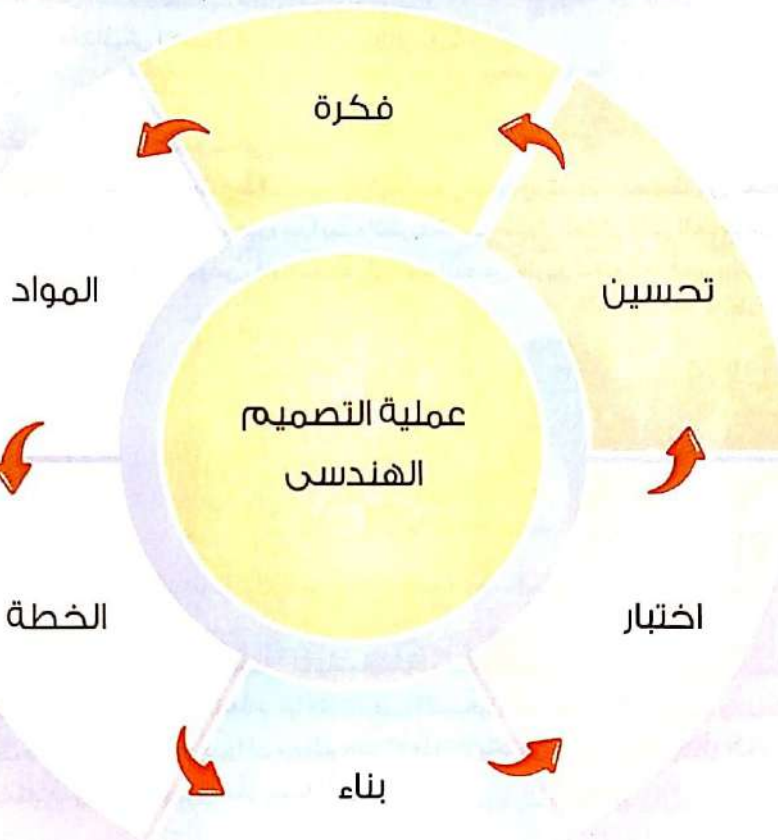 فكرة
المواد
تحسين
عملية التصميم
الهندسى
الخطة
اختبار
بناء